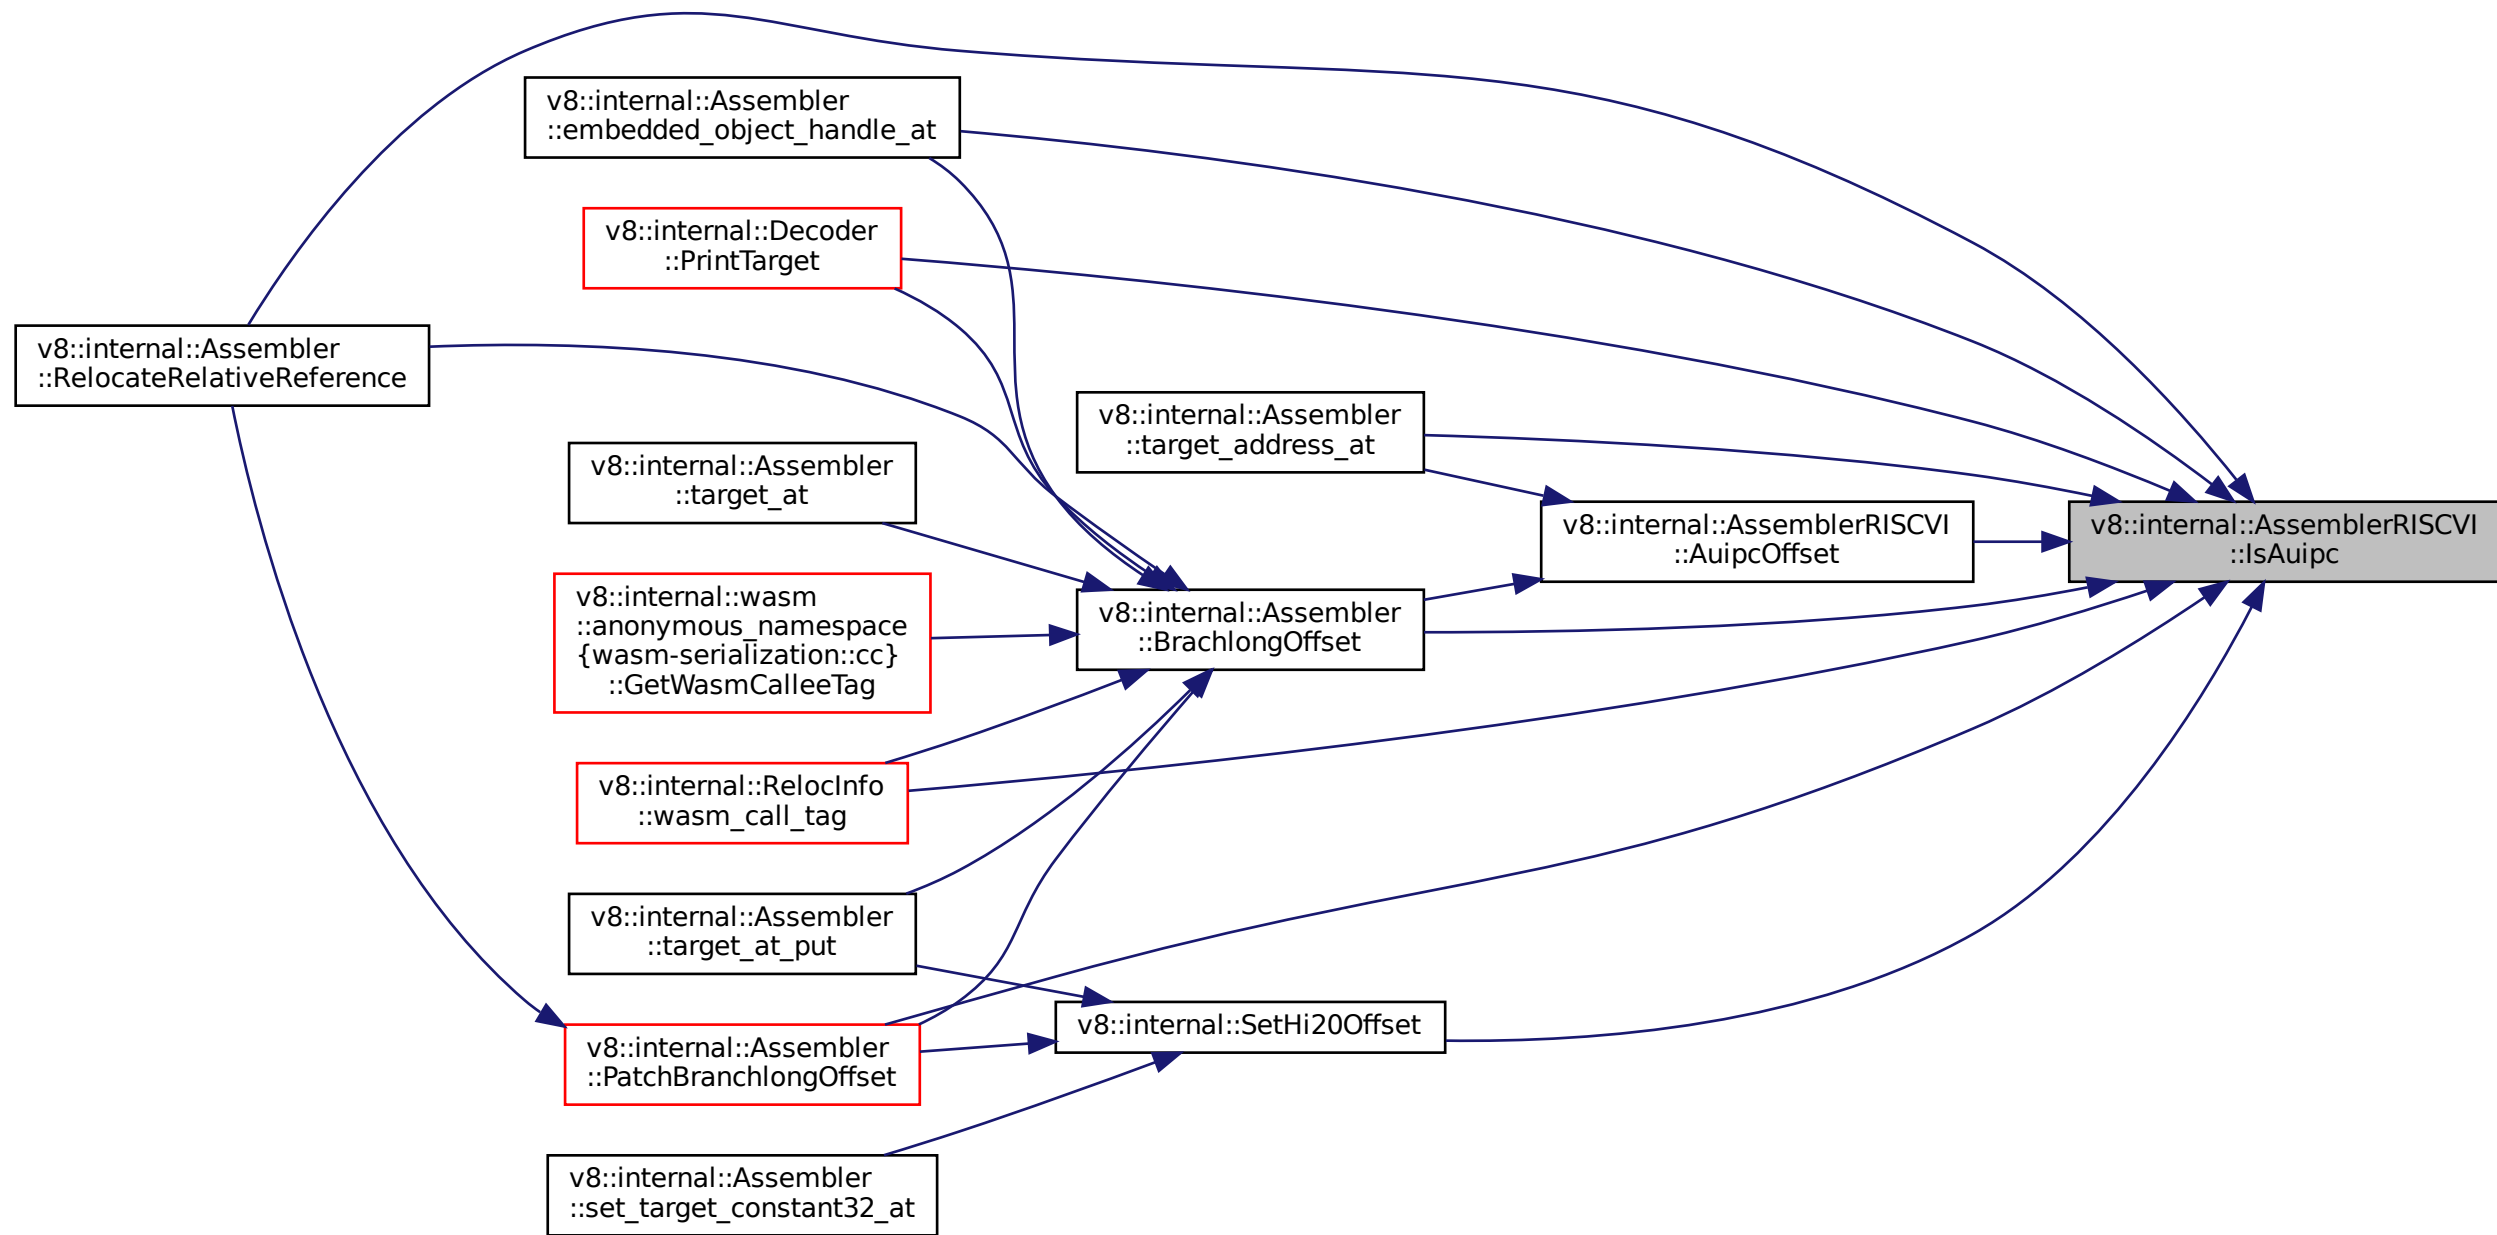 v8::internal::Assembler
::embedded_object_handle_at
v8::internal::Decoder
::PrintTarget
v8::internal::Assembler
::RelocateRelativeReference
v8::internal::Assembler
::target_address_at
v8::internal::Assembler
::target_at
v8::internal::AssemblerRISCVI
::AuipcOffset
v8::internal::AssemblerRISCVI
::IsAuipc
v8::internal::wasm
::anonymous_namespace
{wasm-serialization::cc}
::GetWasmCalleeTag
v8::internal::Assembler
::BrachlongOffset
v8::internal::RelocInfo
::wasm_call_tag
v8::internal::Assembler
::target_at_put
v8::internal::SetHi20Offset
v8::internal::Assembler
::PatchBranchlongOffset
v8::internal::Assembler
::set_target_constant32_at